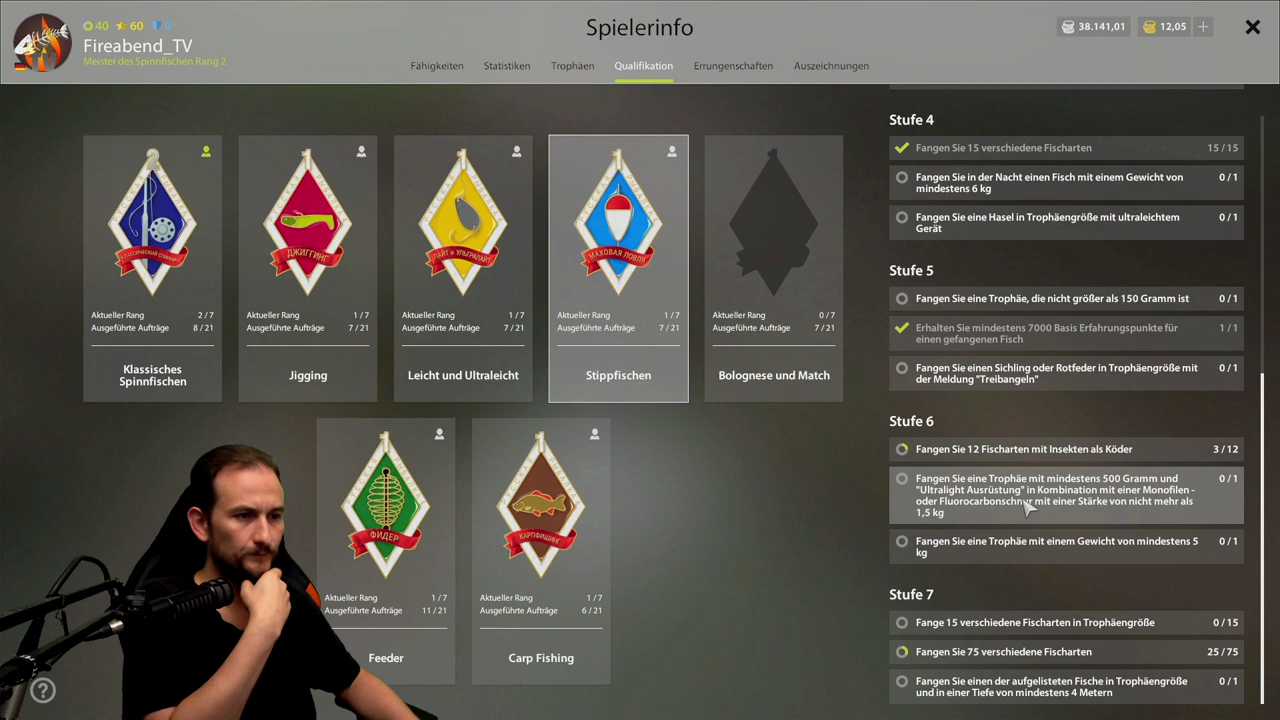 40 60 0
Fireabend_TV
Meister des Spinnfischen Rang 2
Spielerinfo
38.141,01 12,05 +
Fähigkeiten Statistiken Trophäen Qualifikation Errungenschaften Auszeichnungen
КЛАССИЧЕСКИЙ СПИННИНГ
Aktueller Rang 2 / 7
Ausgeführte Aufträge 8 / 21
Klassisches
Spinnfischen
ДЖИГГИНГ
Aktueller Rang 1 / 7
Ausgeführte Aufträge 7 / 21
Jigging
ЛАЙТ и УЛЬТРАЛАЙТ
Aktueller Rang 1 / 7
Ausgeführte Aufträge 7 / 21
Leicht und Ultraleicht
МАХОВАЯ ЛОВЛЯ
Aktueller Rang 1 / 7
Ausgeführte Aufträge 7 / 21
Stippfischen
Aktueller Rang 0 / 7
Ausgeführte Aufträge 7 / 21
Bolognese und Match
ФИДЕР
Aktueller Rang 1 / 7
Ausgeführte Aufträge 11 / 21
Feeder
КАРПФИШИНГ
Aktueller Rang 1 / 7
Ausgeführte Aufträge 6 / 21
Carp Fishing
Stufe 4
Fangen Sie 15 verschiedene Fischarten 15 / 15
Fangen Sie in der Nacht einen Fisch mit einem Gewicht von 0 / 1
mindestens 6 kg
Fangen Sie eine Hasel in Trophäengröße mit ultraleichtem 0 / 1
Gerät
Stufe 5
Fangen Sie eine Trophäe, die nicht größer als 150 Gramm ist 0 / 1
Erhalten Sie mindestens 7000 Basis Erfahrungspunkte für 1 / 1
einen gefangenen Fisch
Fangen Sie einen Sichling oder Rotfeder in Trophäengröße mit 0 / 1
der Meldung "Treibangeln"
Stufe 6
Fangen Sie 12 Fischarten mit Insekten als Köder 3 / 12
Fangen Sie eine Trophäe mit mindestens 500 Gramm und 0 / 1
"Ultralight Ausrüstung" in Kombination mit einer Monofilen -
oder Fluorocarbonschnur mit einer Stärke von nicht mehr als
1,5 kg
Fangen Sie eine Trophäe mit einem Gewicht von mindestens 5 0 / 1
kg
Stufe 7
Fange 15 verschiedene Fischarten in Trophäengröße 0 / 15
Fangen Sie 75 verschiedene Fischarten 25 / 75
Fangen Sie einen der aufgelisteten Fische in Trophäengröße 0 / 1
und in einer Tiefe von mindestens 4 Metern
?